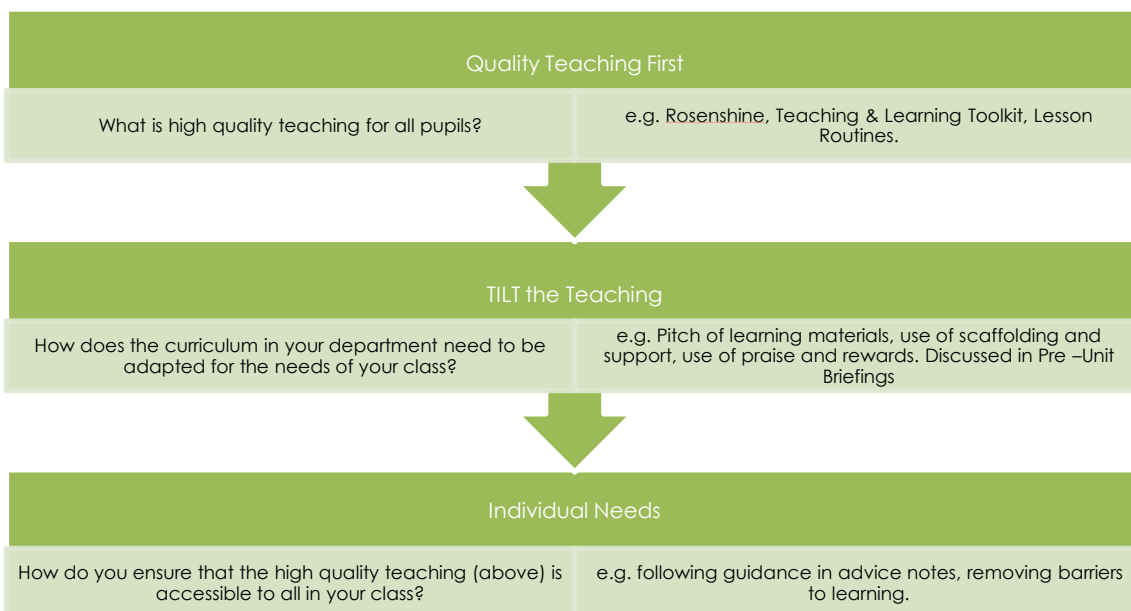 Quality Teaching First
What is high quality teaching for all pupils?
e.g. Rosenshine, Teaching & Learning Toolkit, Lesson
Routines.
TILT the Teaching
How does the curriculum in your department need to be
adapted for the needs of your class?
e.g. Pitch of learning materials, use of scaffolding and
support, use of praise and rewards. Discussed in Pre –Unit
Briefings
Individual Needs
How do you ensure that the high quality teaching (above) is
accessible to all in your class?
e.g. following guidance in advice notes, removing barriers
to learning.